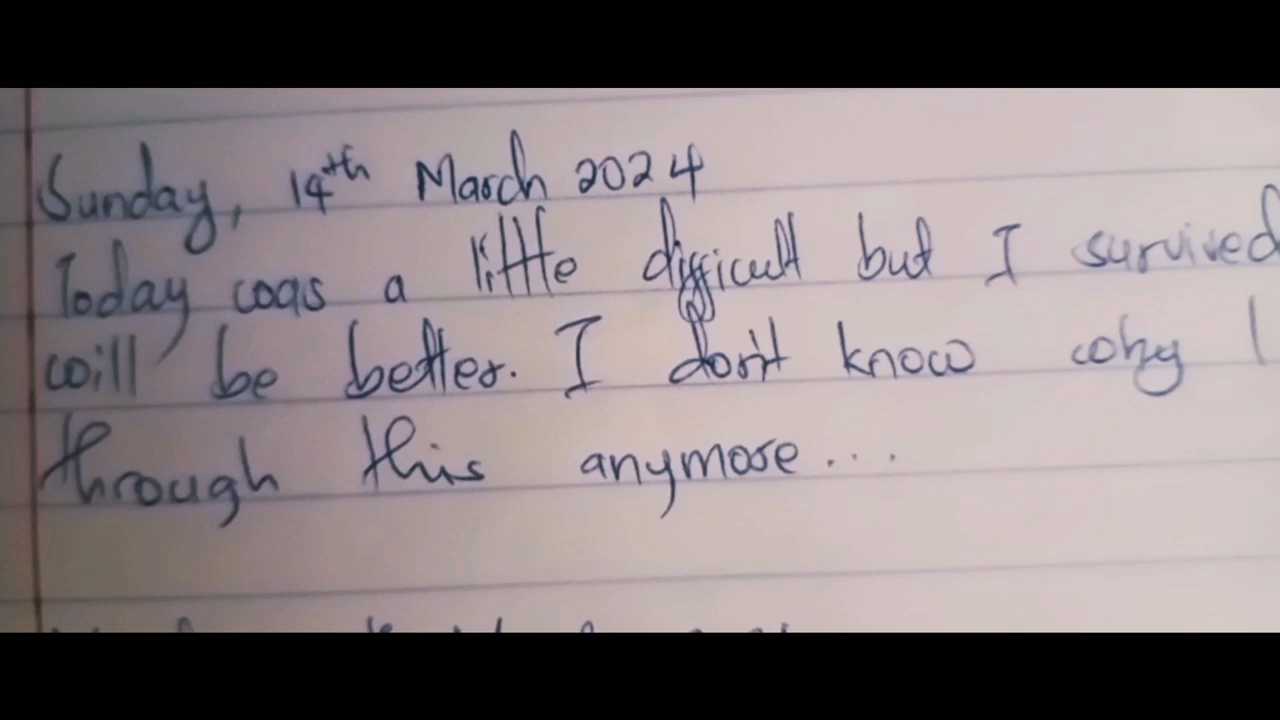 Sunday, 14th March 2024
Today was a little difficult but I survived
will be better. I don't know why I
through this anymore...